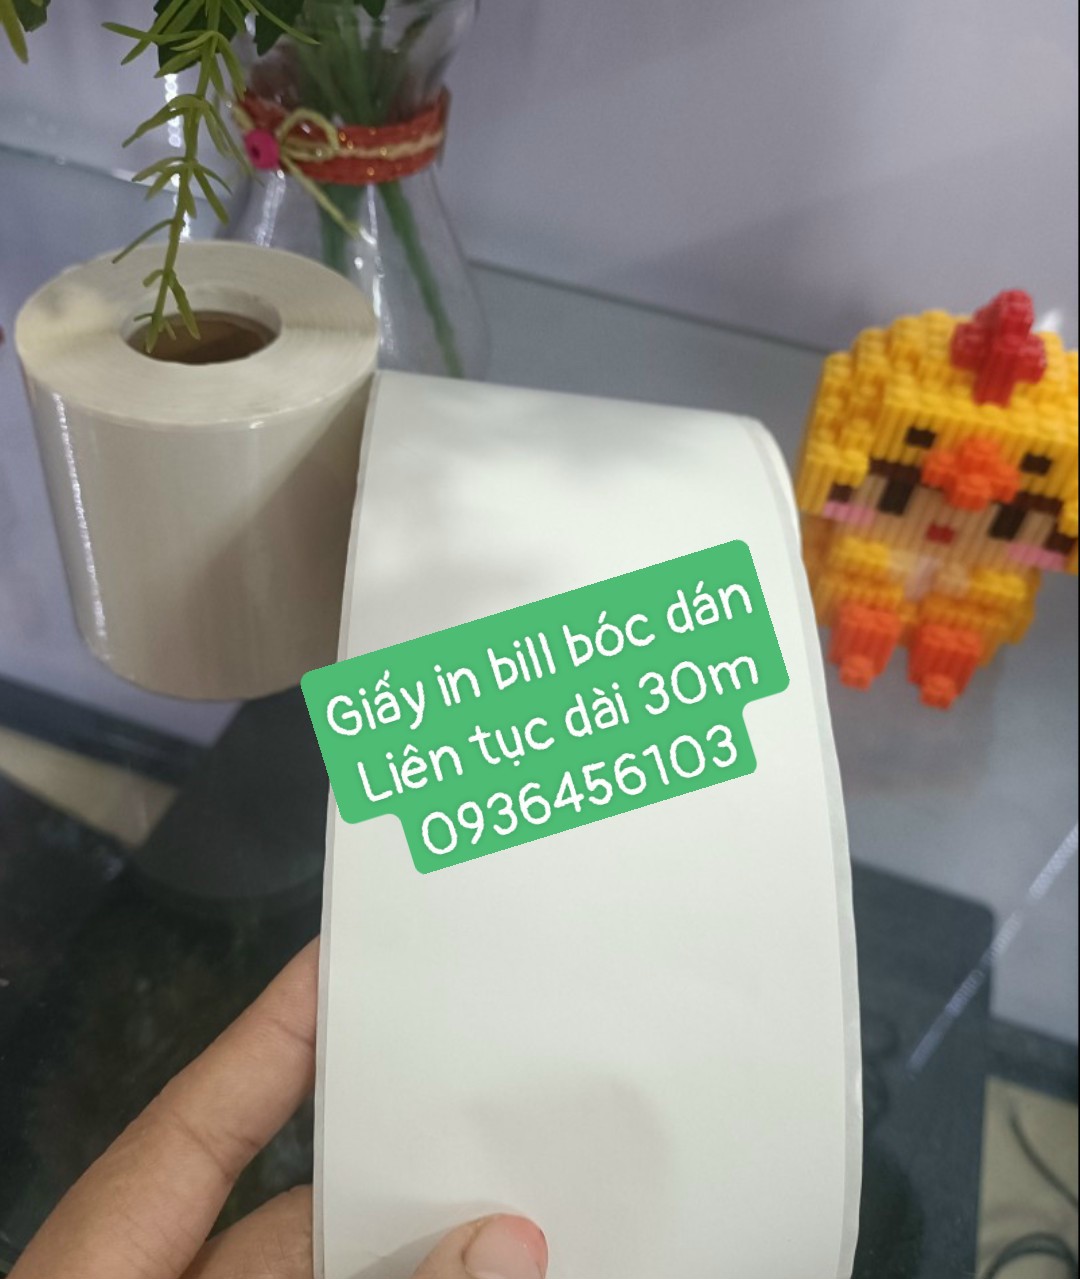 Giấy in bill bóc dán
Liên tục dài 30m
0936456103